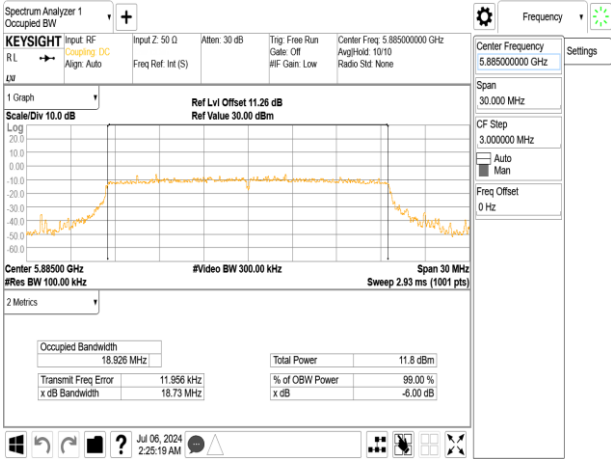 Spectrum Analyzer 1
Occupied BW
KEYSIGHT
RL
LXI
Input: RF
Coupling: DC
Align: Auto
Input Z: 50 Ω
Freq Ref: Int (S)
Atten: 30 dB
Trig: Free Run
Gate: Off
#IF Gain: Low
Center Freq: 5.885000000 GHz
Avg|Hold: 10/10
Radio Std: None
1 Graph
Scale/Div 10.0 dB
Ref Lvl Offset 11.26 dB
Ref Value 30.00 dBm
Log
20.0
10.0
0.00
-10.0
-20.0
-30.0
-40.0
-50.0
-60.0
Center 5.88500 GHz
#Res BW 100.00 kHz
#Video BW 300.00 kHz
Span 30 MHz
Sweep 2.93 ms (1001 pts)
2 Metrics
Occupied Bandwidth
18.926 MHz
Transmit Freq Error 11.956 kHz
x dB Bandwidth 18.73 MHz
Total Power 11.8 dBm
% of OBW Power 99.00 %
x dB -6.00 dB
Jul 06, 2024
2:25:19 AM
Frequency
Settings
Center Frequency
5.885000000 GHz
Span
30.000 MHz
CF Step
3.000000 MHz
Auto
Man
Freq Offset
0 Hz